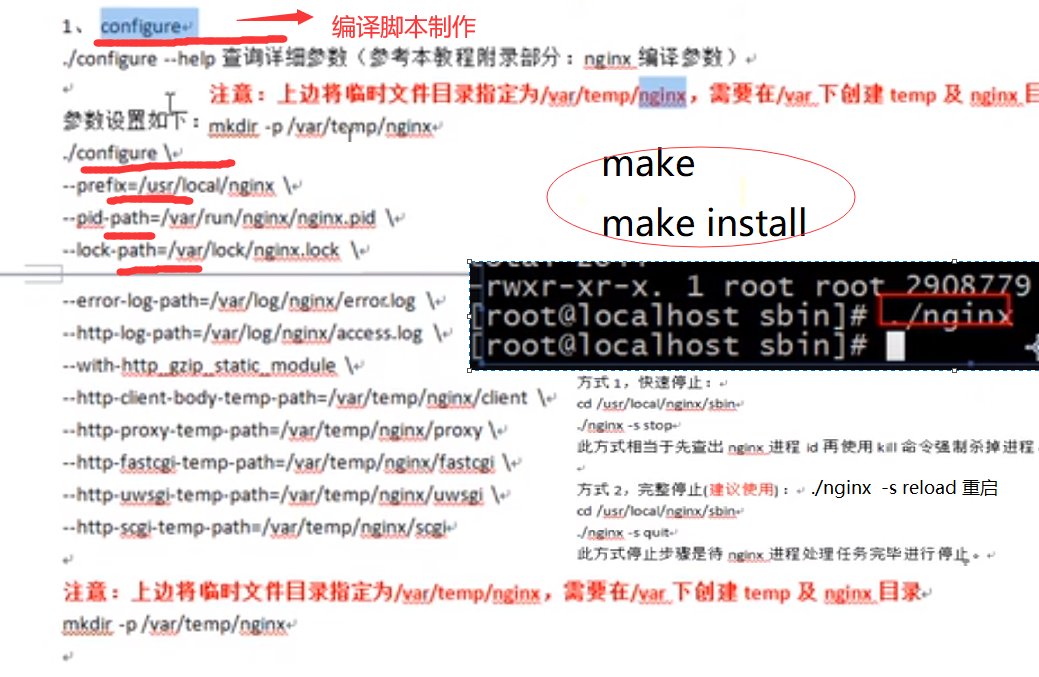 1、 configure 编译脚本制作
./configure --help 查询详细参数（参考本教程附录部分：nginx 编译参数）
注意：上边将临时文件目录指定为/var/temp/nginx，需要在/var 下创建 temp 及 nginx 目
参数设置如下：mkdir -p /var/temp/nginx
./configure \
--prefix=/usr/local/nginx \
--pid-path=/var/run/nginx/nginx.pid \
--lock-path=/var/lock/nginx.lock \
--error-log-path=/var/log/nginx/error.log \
--http-log-path=/var/log/nginx/access.log \
--with-http_gzip_static_module \
--http-client-body-temp-path=/var/temp/nginx/client \
--http-proxy-temp-path=/var/temp/nginx/proxy \
--http-fastcgi-temp-path=/var/temp/nginx/fastcgi \
--http-uwsgi-temp-path=/var/temp/nginx/uwsgi \
--http-scgi-temp-path=/var/temp/nginx/scgi
注意：上边将临时文件目录指定为/var/temp/nginx，需要在/var 下创建 temp 及 nginx 目录
mkdir -p /var/temp/nginx
make
make install
-rwxr-xr-x. 1 root root 2908779
[root@localhost sbin]# ./nginx
[root@localhost sbin]#
方式 1，快速停止：
cd /usr/local/nginx/sbin
./nginx -s stop
此方式相当于先查出 nginx 进程 id 再使用 kill 命令强制杀掉进程
方式 2，完整停止(建议使用)： ./nginx -s reload 重启
cd /usr/local/nginx/sbin
./nginx -s quit
此方式停止步骤是待 nginx 进程处理任务完毕进行停止。